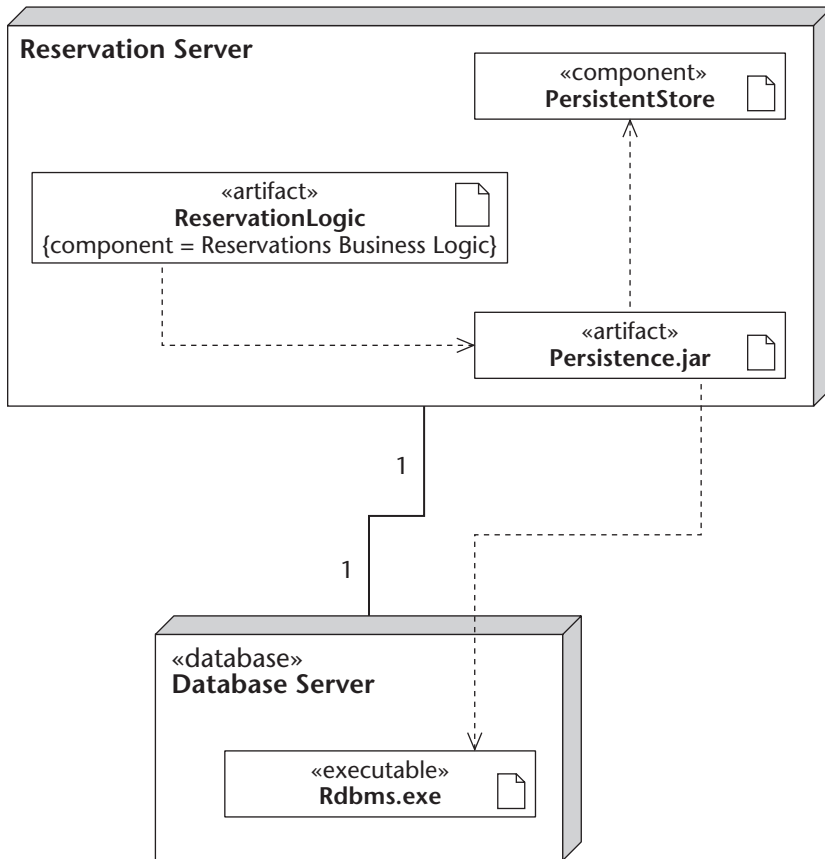 Reservation Server
«component»
PersistentStore
«artifact»
ReservationLogic
{component = Reservations Business Logic}
«artifact»
Persistence.jar
1
1
«database»
Database Server
«executable»
Rdbms.exe